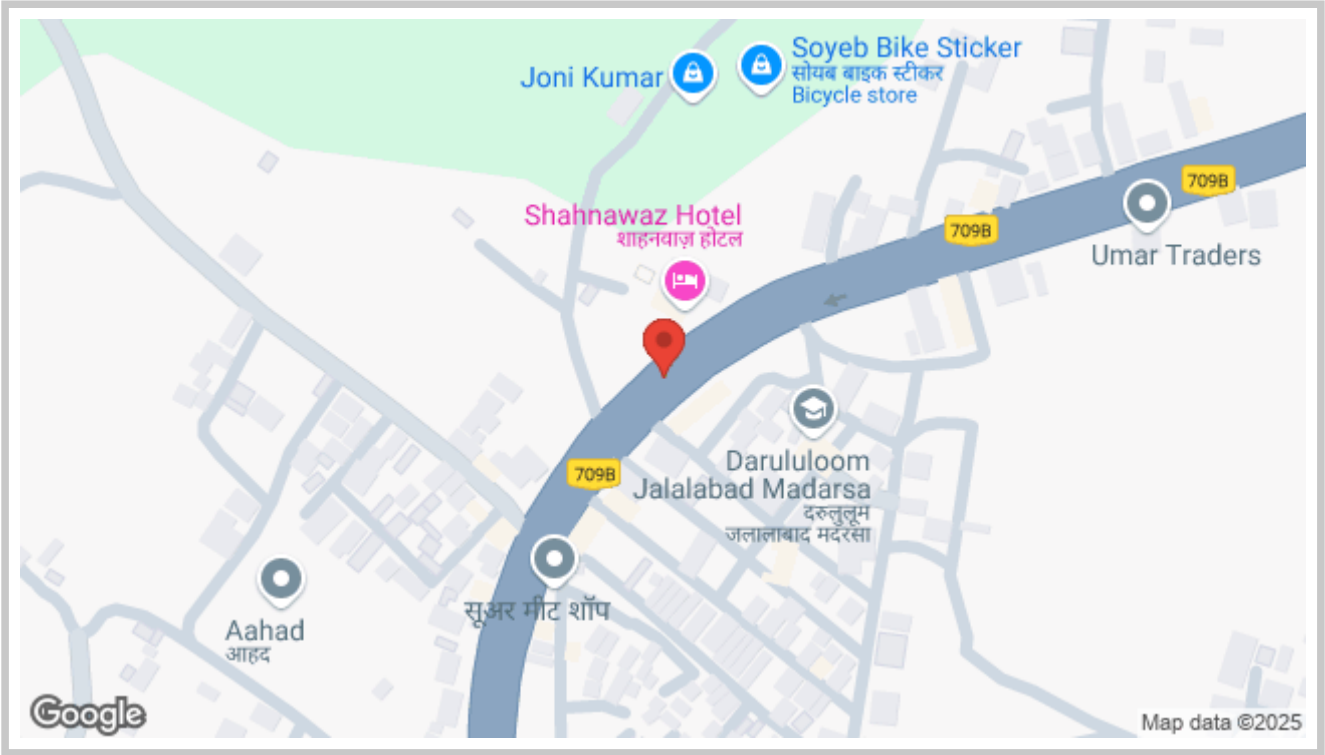 Soyeb Bike Sticker
सोयब बाइक स्टीकर
Bicycle store
Joni Kumar
709B
Shahnawaz Hotel
शाहनवाज़ होटल
709B
Umar Traders
Darululoom
Jalalabad Madarsa
दरुलुलूम
जलालाबाद मदरसा
709B
सूअर मीट शॉप
Aahad
आहद
Google
Map data ©2025